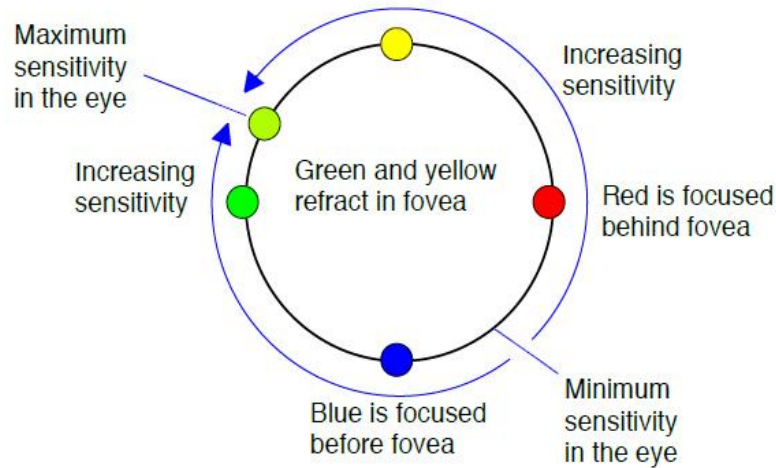 Maximum
sensitivity
in the eye
Increasing
sensitivity
Increasing
sensitivity
Green and yellow
refract in fovea
Red is focused
behind fovea
Blue is focused
before fovea
Minimum
sensitivity
in the eye